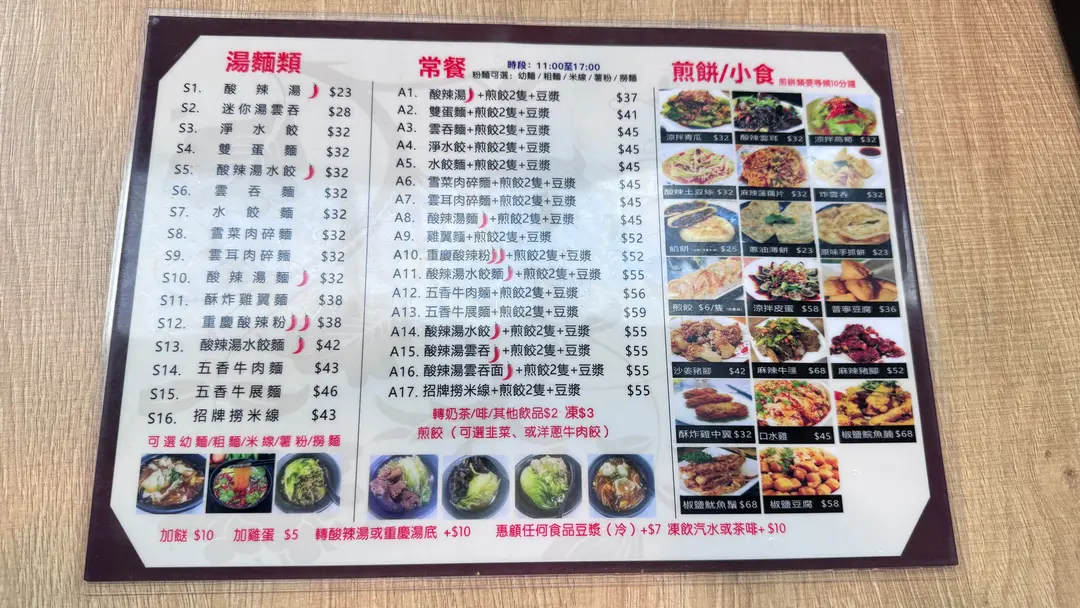 湯麵類
S1. 酸辣湯 $23
S2. 迷你湯雲吞 $28
S3. 淨水餃 $32
S4. 雙蛋麵 $32
S5. 酸辣湯水餃 $32
S6. 雲吞麵 $32
S7. 水餃麵 $32
S8. 雪菜肉碎麵 $32
S9. 雲耳肉碎麵 $32
S10. 酸辣湯麵 $32
S11. 酥炸雞翼麵 $38
S12. 重慶酸辣粉 $38
S13. 酸辣湯水餃麵 $42
S14. 五香牛肉麵 $43
S15. 五香牛展麵 $46
S16. 招牌撈米線 $43
可選幼麵/粗麵/米線/薯粉/撈麵
常餐
時段：11:00至17:00
粉麵可選：幼麵/粗麵/米線/薯粉/撈麵
A1. 酸辣湯+煎餃2隻+豆漿 $37
A2. 雙蛋麵+煎餃2隻+豆漿 $41
A3. 雲吞麵+煎餃2隻+豆漿 $45
A4. 淨水餃+煎餃2隻+豆漿 $45
A5. 水餃麵+煎餃2隻+豆漿 $45
A6. 雪菜肉碎麵+煎餃2隻+豆漿 $45
A7. 雲耳肉碎麵+煎餃2隻+豆漿 $45
A8. 酸辣湯麵+煎餃2隻+豆漿 $45
A9. 雞翼麵+煎餃2隻+豆漿 $52
A10. 重慶酸辣粉+煎餃2隻+豆漿 $52
A11. 酸辣湯水餃麵+煎餃2隻+豆漿 $55
A12. 五香牛肉麵+煎餃2隻+豆漿 $56
A13. 五香牛展麵+煎餃2隻+豆漿 $59
A14. 酸辣湯水餃+煎餃2隻+豆漿 $55
A15. 酸辣湯雲吞+煎餃2隻+豆漿 $55
A16. 酸辣湯雲吞面+煎餃2隻+豆漿 $55
A17. 招牌撈米線+煎餃2隻+豆漿 $55
轉奶茶/啡/其他飲品$2 凍$3
煎餃（可選韭菜、或洋蔥牛肉餃）
煎餅/小食 煎餅類要等候10分鐘
涼拌青瓜 $32 酸辣雲耳 $32 涼拌萵筍 $32
酸辣土豆絲 $32 麻辣蓮藕片 $32 炸雲吞 $32
餡餅 $25 蔥油薄餅 $23 原味手抓餅 $23
煎餃 $6/隻 涼拌皮蛋 $58 普寧豆腐 $36
沙姜豬腳 $42 麻辣牛𦟌 $68 麻辣豬腳 $52
酥炸雞中翼 $32 口水雞 $45 椒鹽鯇魚腩 $68
椒鹽魷魚鬚 $68 椒鹽豆腐 $58
加餸 $10 加雞蛋 $5 轉酸辣湯或重慶湯底 +$10 惠顧任何食品豆漿（冷）+$7 凍飲汽水或茶啡+ $10